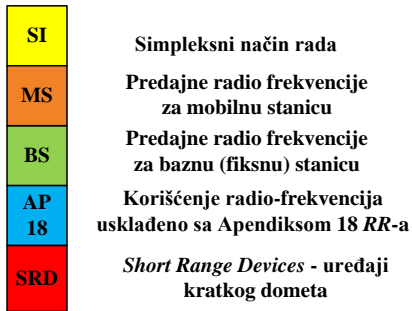 SI
Simpleksni način rada
MS
Predajne radio frekvencije
za mobilnu stanicu
BS
Predajne radio frekvencije
za baznu (fiksnu) stanicu
AP
18
Korišćenje radio-frekvencija
usklađeno sa Apendiksom 18 RR-a
SRD
Short Range Devices - uređaji
kratkog dometa